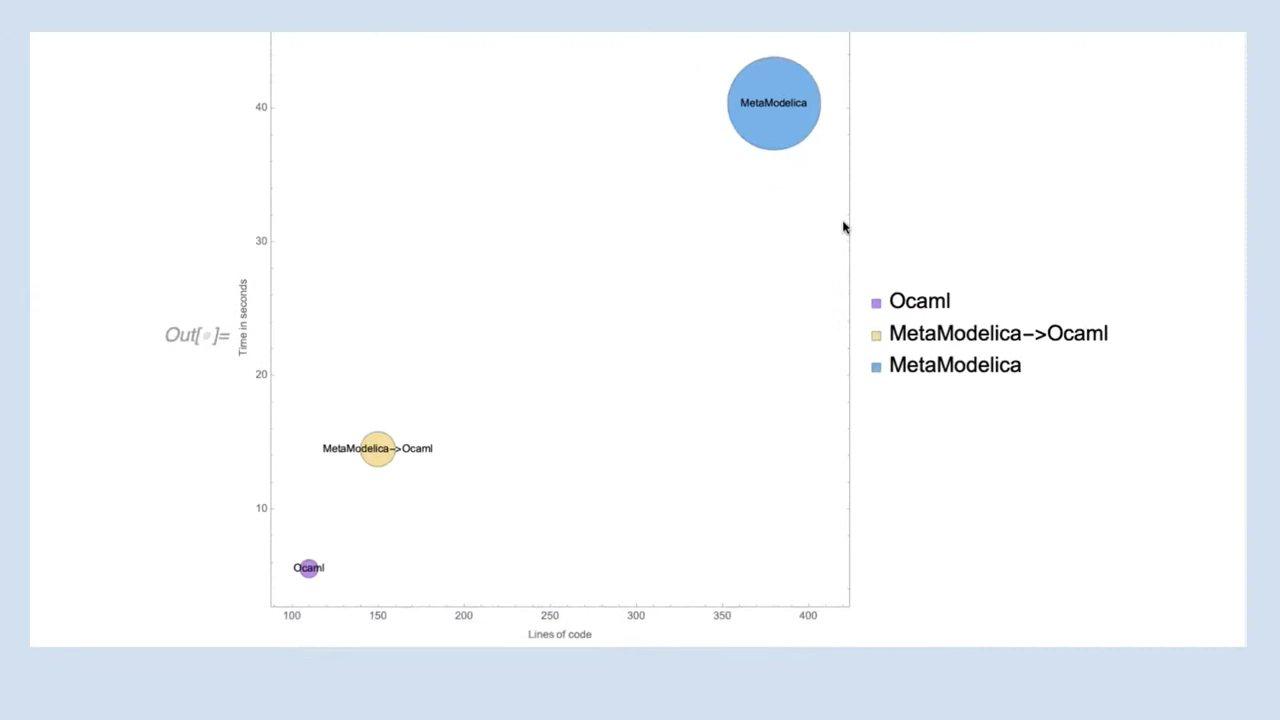 MetaModelica
40
30
Time in seconds
Out[ ]=
20
10
MetaModelica->Ocaml
Ocaml
100 150 200 250 300 350 400
Lines of code
Ocaml
MetaModelica->Ocaml
MetaModelica